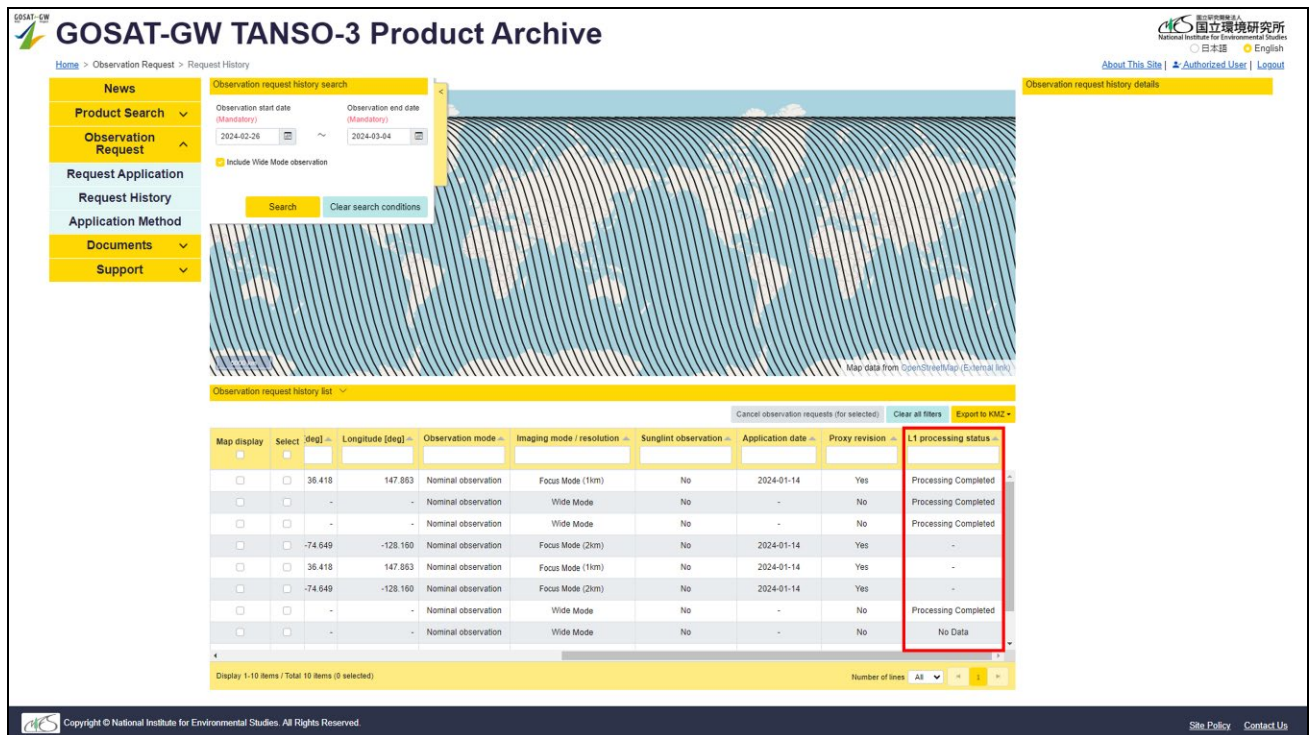 GOSAT-GW
GOSAT-GW TANSO-3 Product Archive
国立研究開発法人
国立環境研究所
National Institute for Environmental Studies
日本語 English
Home > Observation Request > Request History
About This Site | Authorized User | Logout
News
Product Search
Observation Request
Request Application
Request History
Application Method
Documents
Support
Observation request history search
<
Observation start date (Mandatory) Observation end date (Mandatory)
2024-02-26 ~ 2024-03-04
Include Wide Mode observation
Search Clear search conditions
Map data from OpenStreetMap (External link)
Observation request history details
Observation request history list
Cancel observation requests (for selected) Clear all filters Export to KMZ
Map display Select [deg] Longitude [deg] Observation mode Imaging mode / resolution Sunglint observation Application date Proxy revision L1 processing status
36.418 147.863 Nominal observation Focus Mode (1km) No 2024-01-14 Yes Processing Completed
- - Nominal observation Wide Mode No - No Processing Completed
- - Nominal observation Wide Mode No - No Processing Completed
-74.649 -128.160 Nominal observation Focus Mode (2km) No 2024-01-14 Yes -
36.418 147.863 Nominal observation Focus Mode (1km) No 2024-01-14 Yes -
-74.649 -128.160 Nominal observation Focus Mode (2km) No 2024-01-14 Yes -
- - Nominal observation Wide Mode No - No Processing Completed
- - Nominal observation Wide Mode No - No No Data
Display 1-10 items / Total 10 items (0 selected) Number of lines All 1
NIES Copyright © National Institute for Environmental Studies. All Rights Reserved.
Site Policy Contact Us